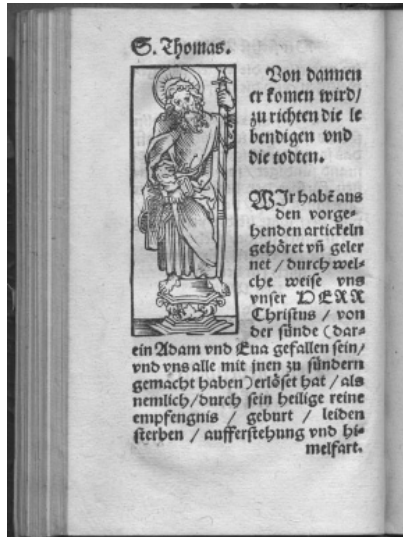 S. Thomas.
Von dannen
er komen wird/
zu richten die le
bendigen vnd
die todten.
WJr habē aus
den vorge-
henden artickeln
gehöret vn̄ geler
net / durch wel-
che weise vns
vnser HERR
Christus / von
der sünde (dar-
ein Adam vnd Eua gefallen sein/
vnd vns alle mit jnen zu sündern
gemacht haben) erlöset hat / als
nemlich/durch sein heilige reine
empfengnis / geburt / leiden
sterben / aufferstehung vnd hi-
melfart.